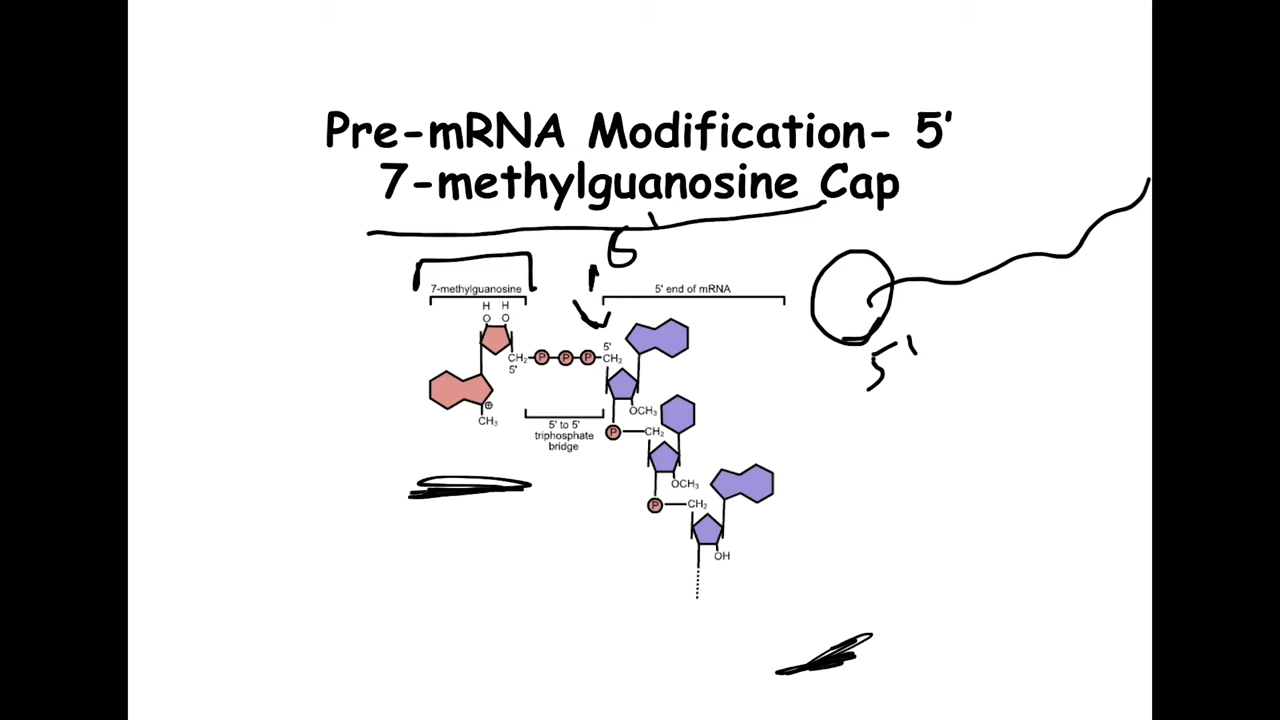 Pre-mRNA Modification- 5'
7-methylguanosine Cap
7-methylguanosine
5' end of mRNA
H H
O O
5'
CH₂ P P P CH₂
5'
⊕
CH₃
OCH₃
5' to 5'
triphosphate
bridge
P CH₂
OCH₃
P CH₂
OH
5'